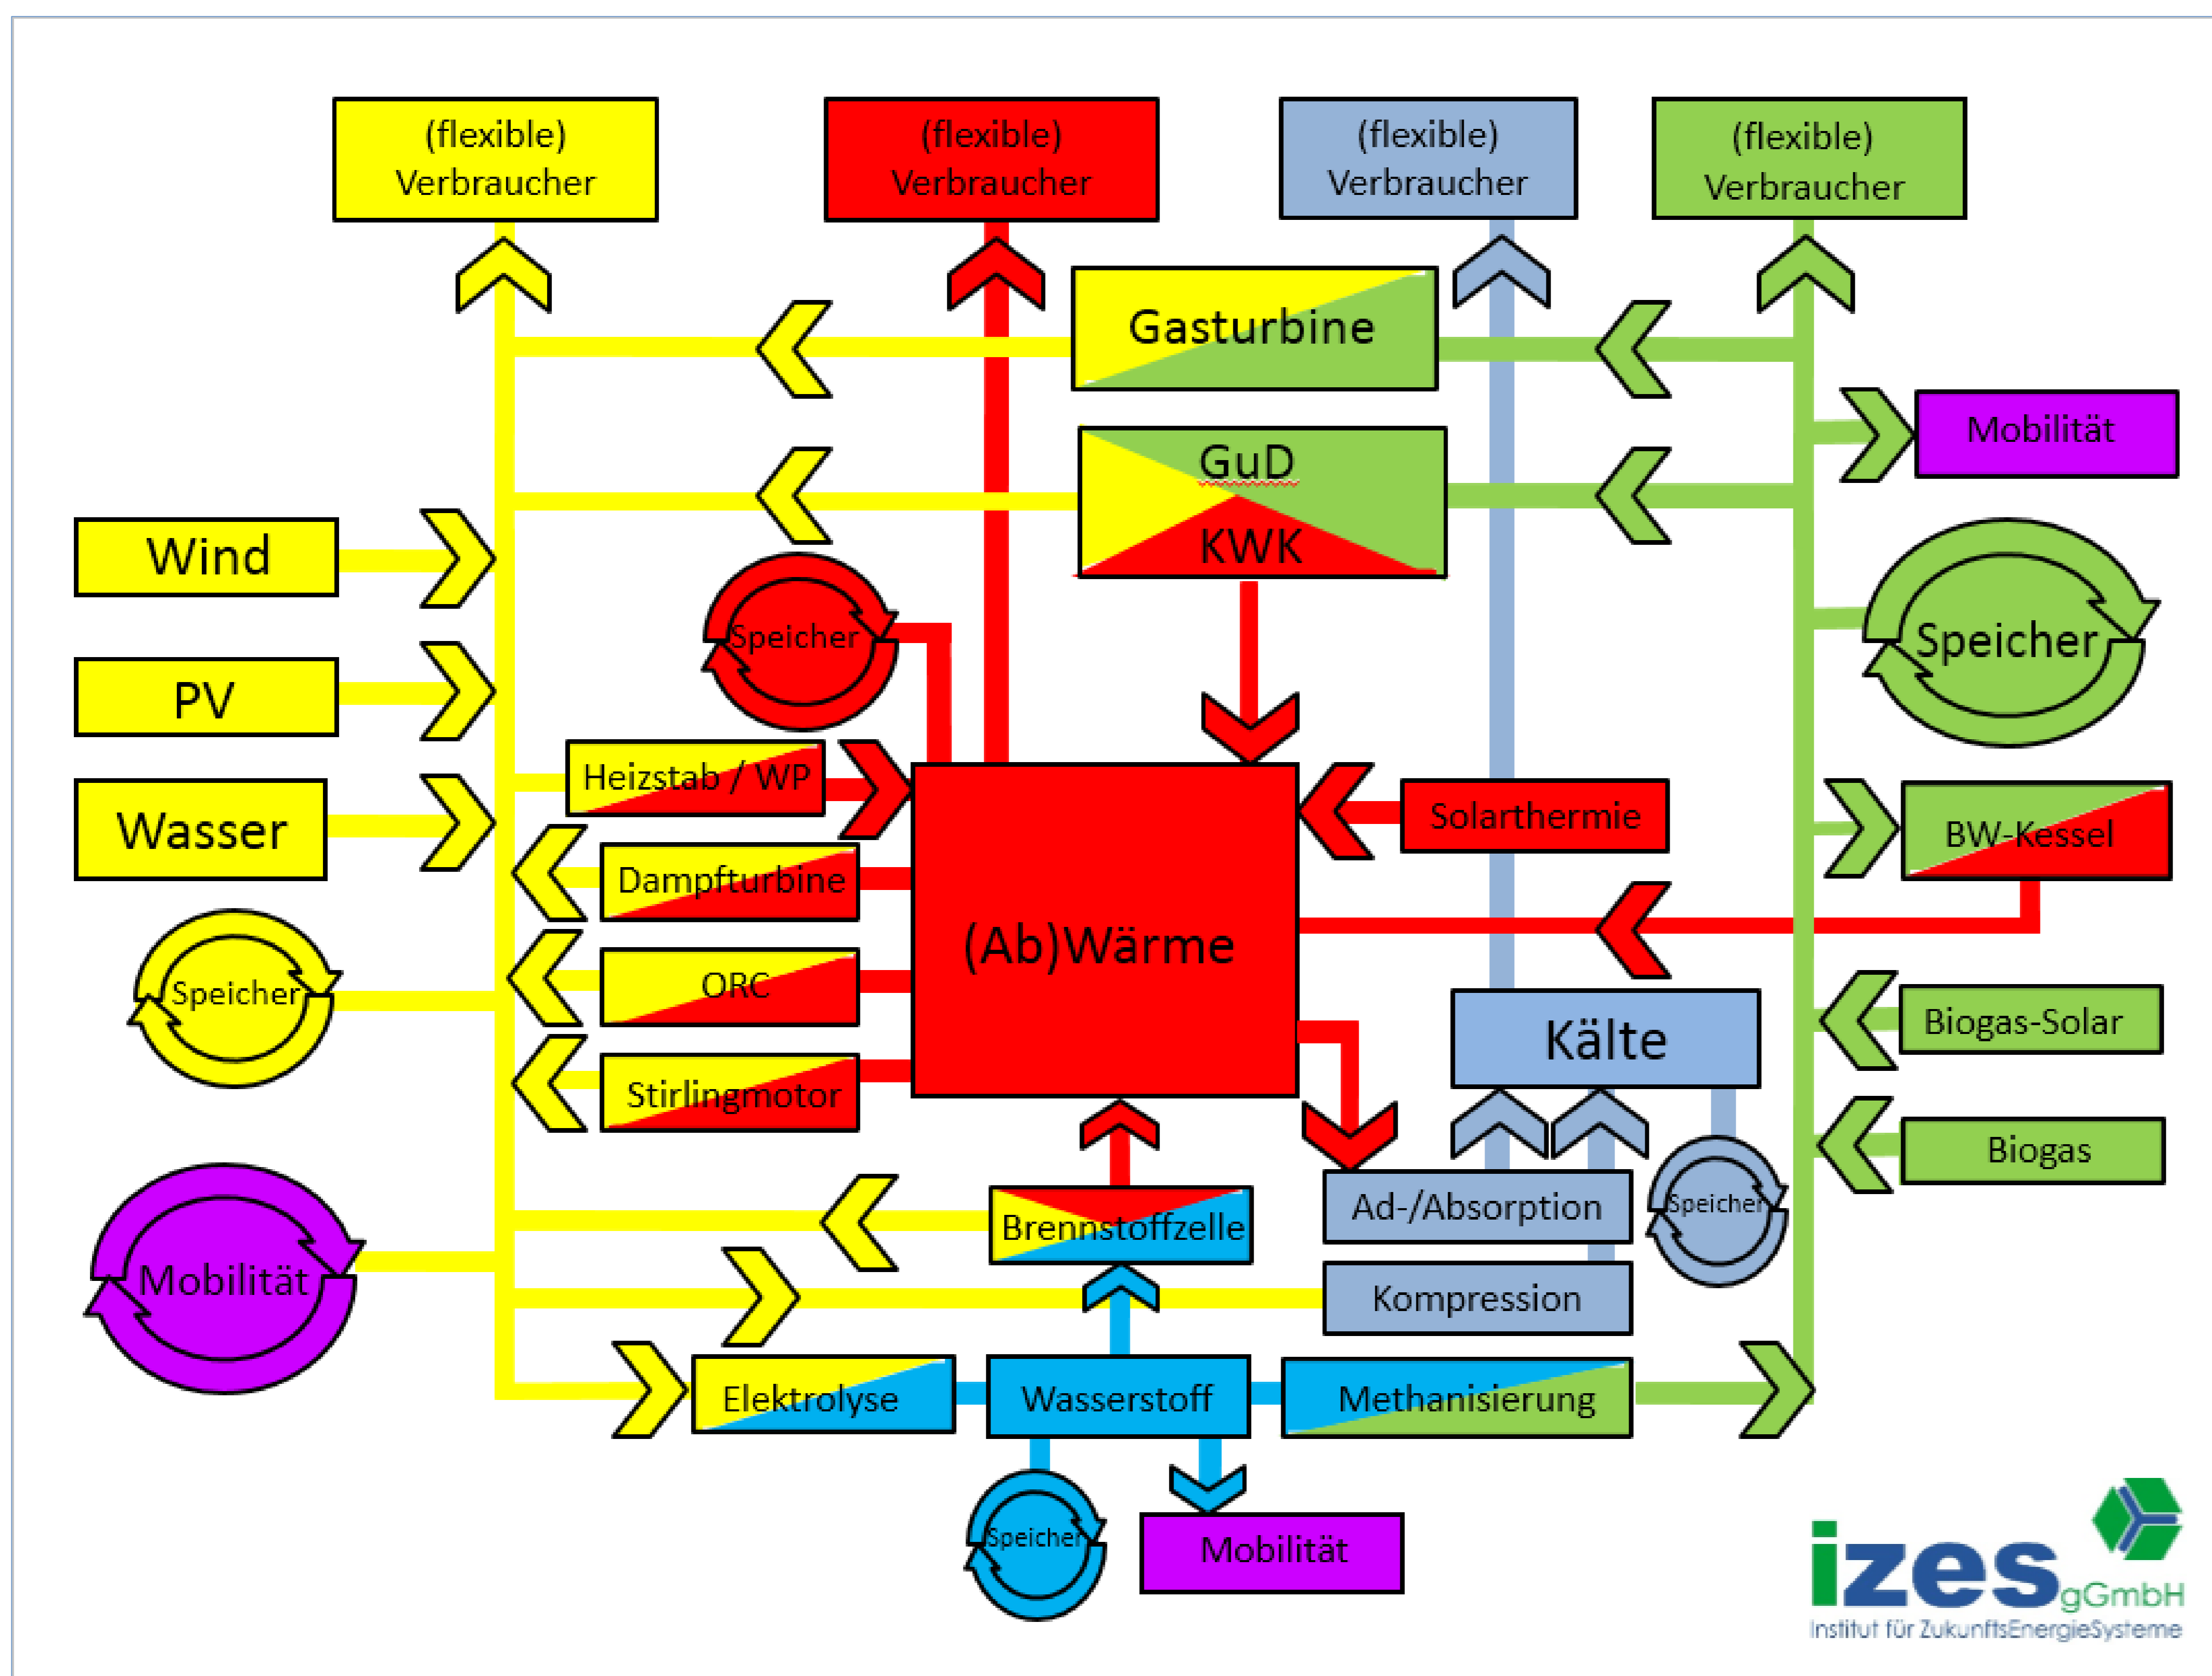 (flexible)
Verbraucher
(flexible)
Verbraucher
(flexible)
Verbraucher
(flexible)
Verbraucher
Gasturbine
Mobilität
GuD
KWK
Wind
Speicher
Speicher
PV
Heizstab / WP
Solarthermie
Wasser
BW-Kessel
Dampfturbine
(Ab)Wärme
Speicher
ORC
Kälte
Biogas-Solar
Stirlingmotor
Biogas
Ad-/Absorption
Speicher
Brennstoffzelle
Mobilität
Kompression
Elektrolyse
Wasserstoff
Methanisierung
Speicher
Mobilität
izes
gGmbH
Institut für ZukunftsEnergieSysteme